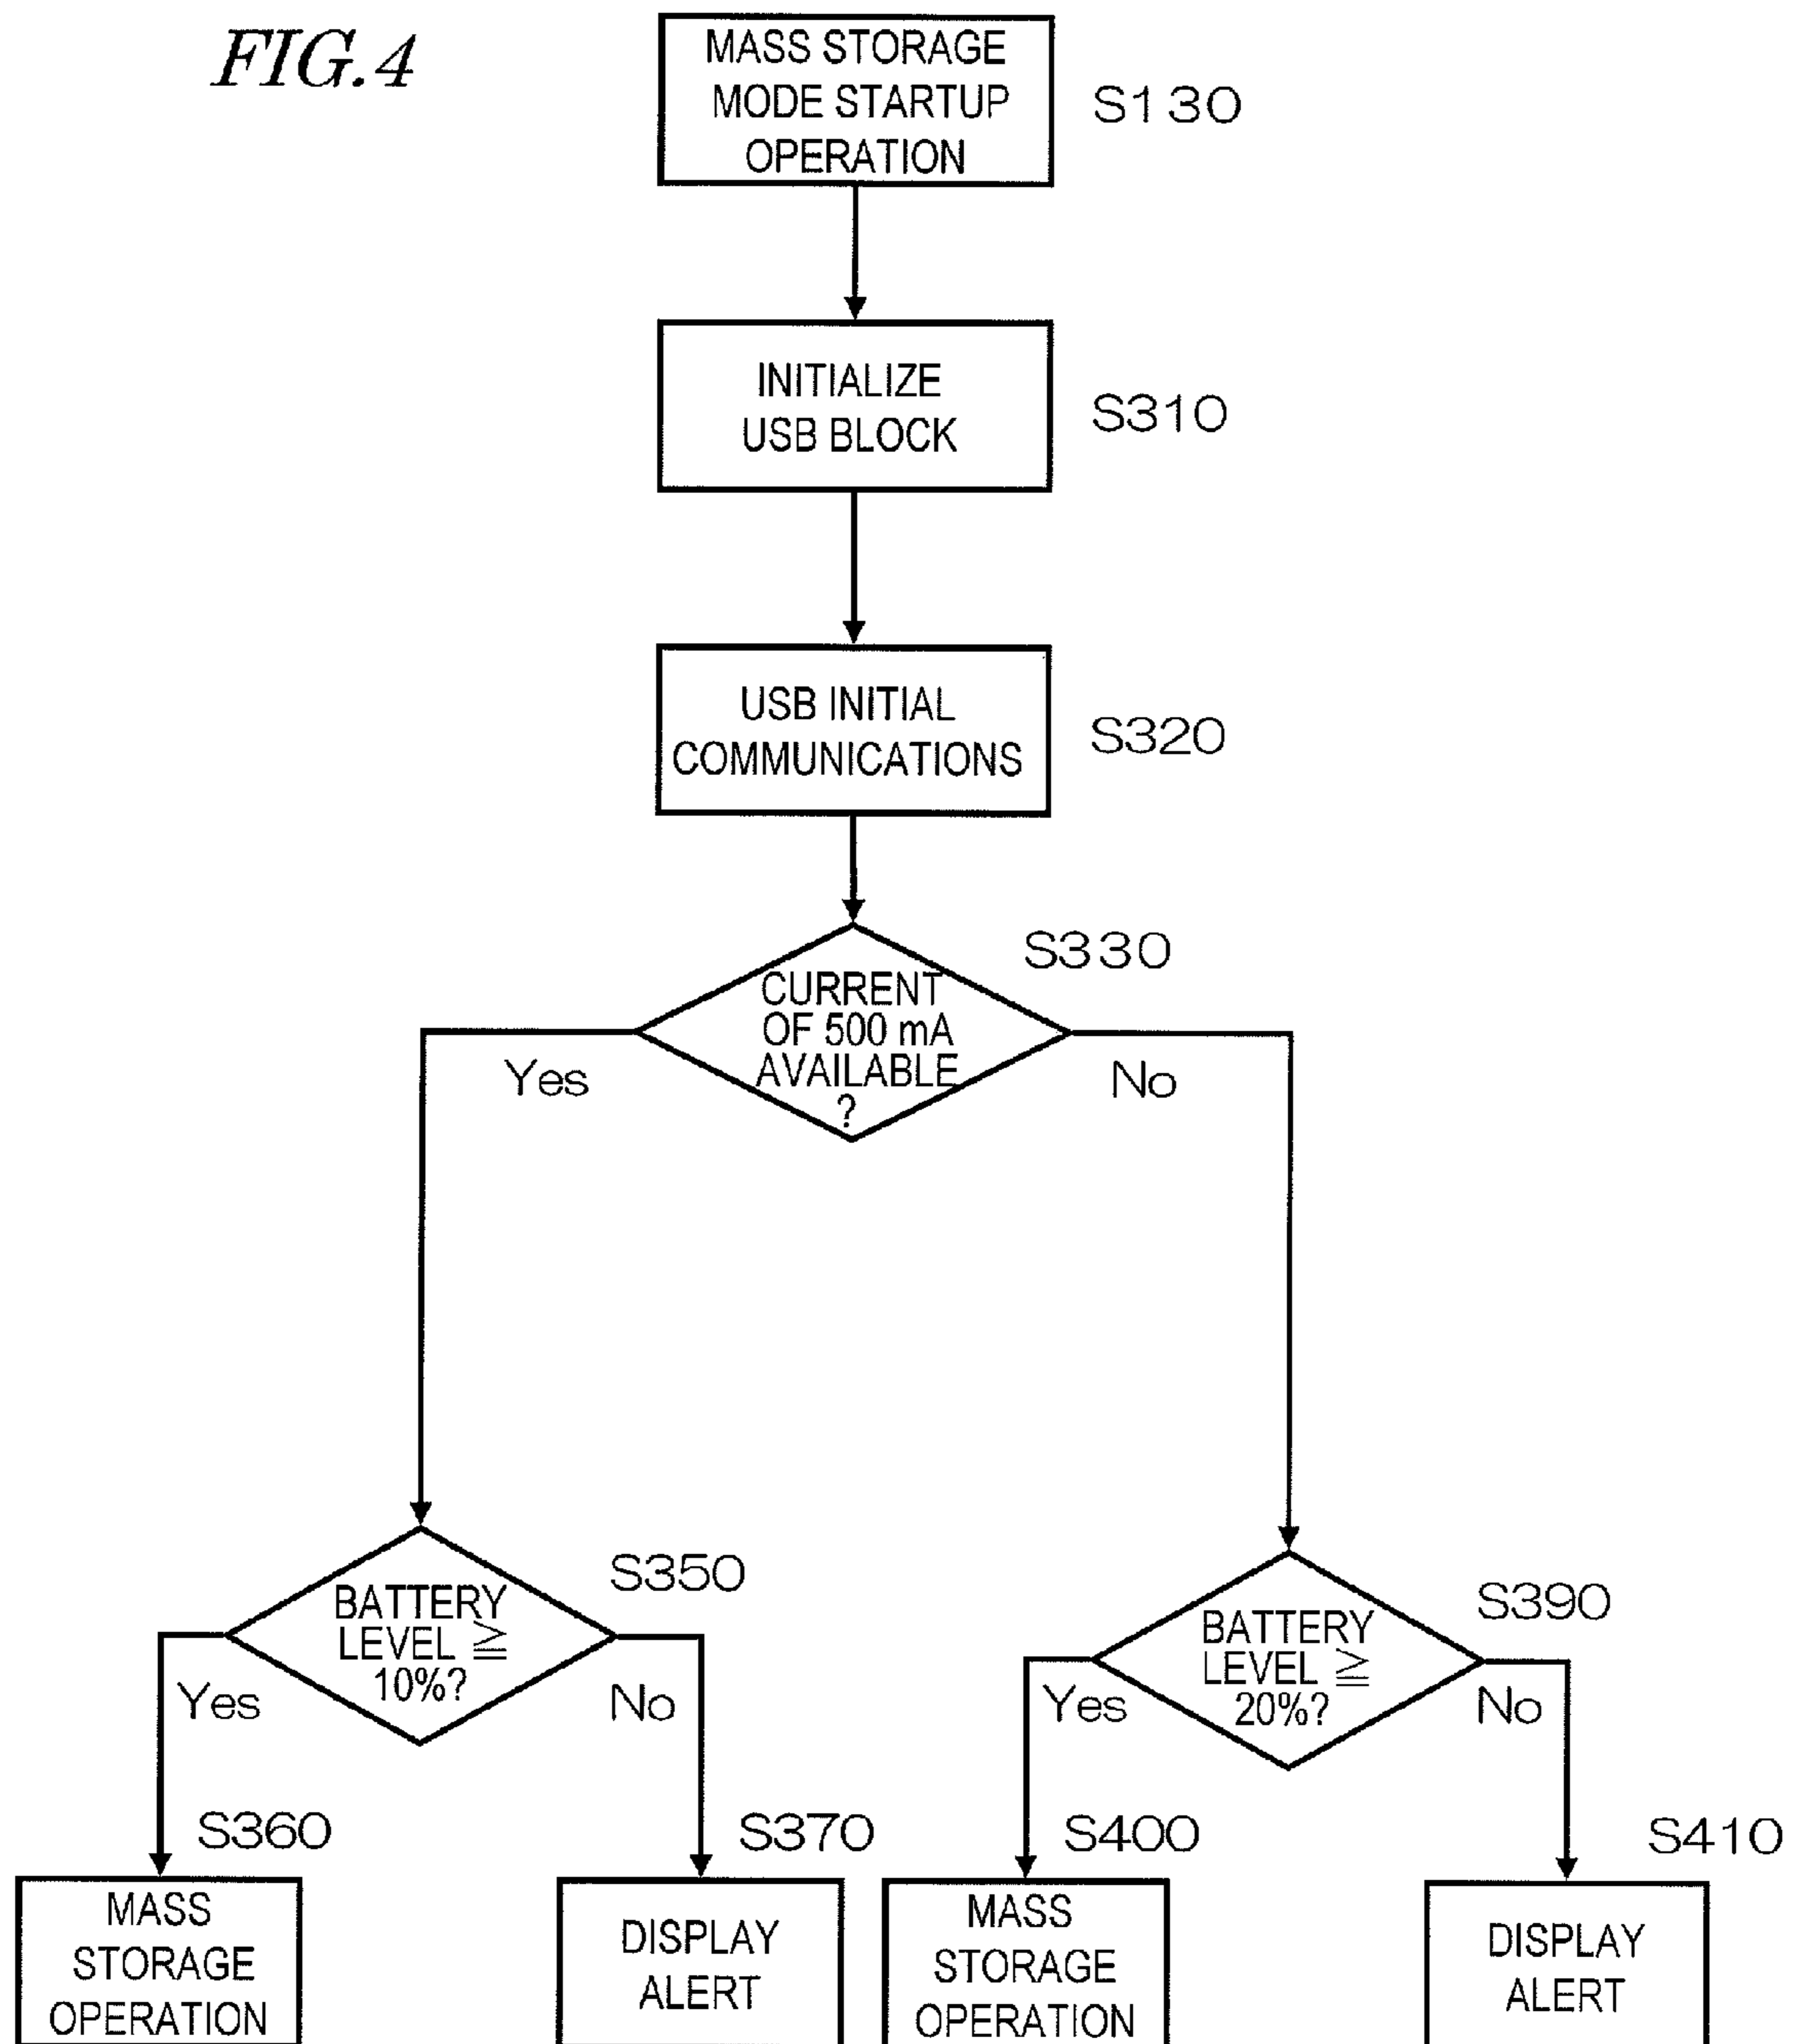 FIG.4
MASS STORAGE
MODE STARTUP
OPERATION
S130
INITIALIZE
USB BLOCK
S310
USB INITIAL
COMMUNICATIONS
S320
S330
CURRENT
OF 500 mA
AVAILABLE
?
Yes
No
S350
BATTERY
LEVEL ≧
10%?
Yes
No
S390
BATTERY
LEVEL ≧
20%?
Yes
No
S360
MASS
STORAGE
OPERATION
S370
DISPLAY
ALERT
S400
MASS
STORAGE
OPERATION
S410
DISPLAY
ALERT